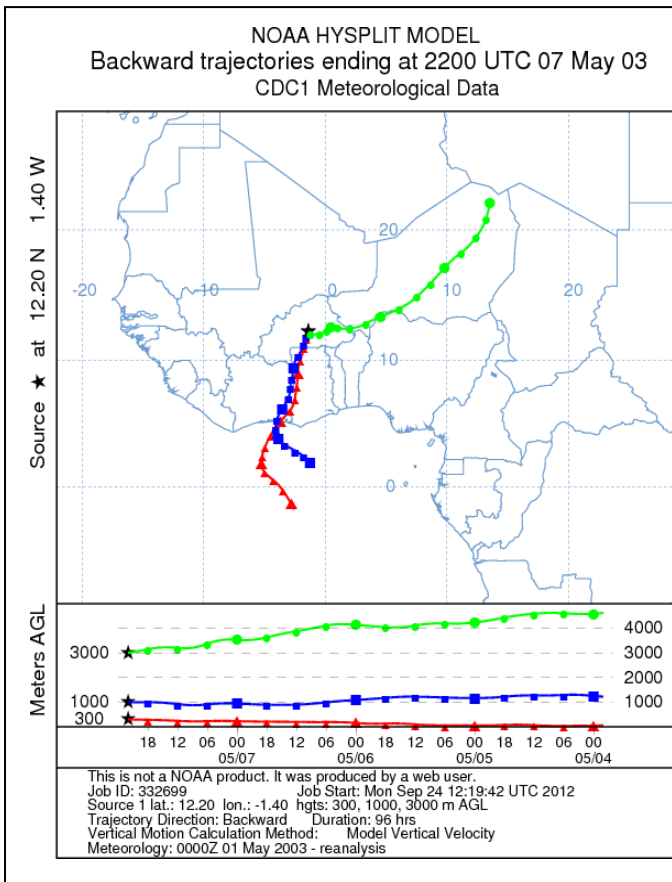 NOAA HYSPLIT MODEL
Backward trajectories ending at 2200 UTC 07 May 03
CDC1 Meteorological Data
Source ★ at 12.20 N 1.40 W
20
-20 -10 0 10 20
10
0
Meters AGL
4000
3000 3000
2000
1000 1000
300
18 12 06 00 18 12 06 00 18 12 06 00 18 12 06 00
05/07 05/06 05/05 05/04
This is not a NOAA product. It was produced by a web user.
Job ID: 332699 Job Start: Mon Sep 24 12:19:42 UTC 2012
Source 1 lat.: 12.20 lon.: -1.40 hgts: 300, 1000, 3000 m AGL
Trajectory Direction: Backward Duration: 96 hrs
Vertical Motion Calculation Method: Model Vertical Velocity
Meteorology: 0000Z 01 May 2003 - reanalysis